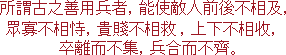 所謂古之善用兵者，能使敵人前後不相及，
眾寡不相恃，貴賤不相救，上下不相收，
卒離而不集，兵合而不齊。